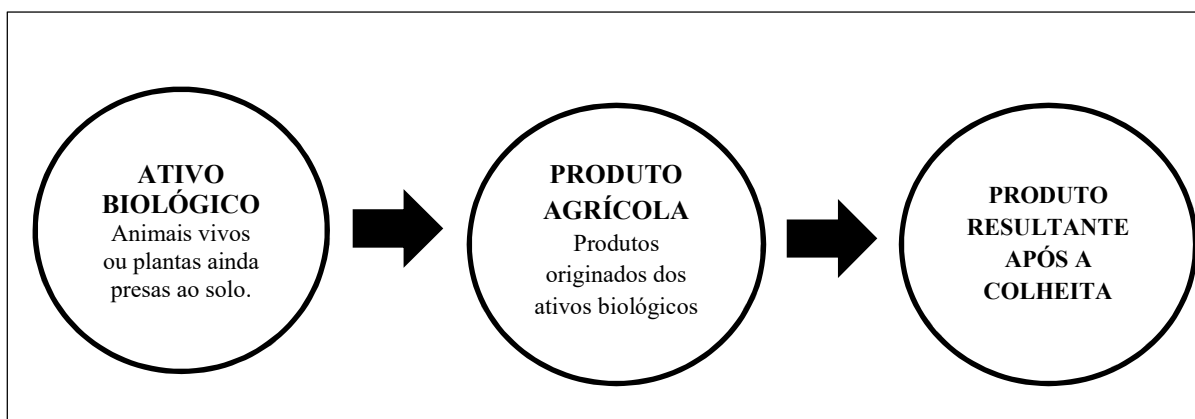 ATIVO
BIOLÓGICO
Animais vivos
ou plantas ainda
presas ao solo.
PRODUTO
AGRÍCOLA
Produtos
originados dos
ativos biológicos
PRODUTO
RESULTANTE
APÓS A
COLHEITA